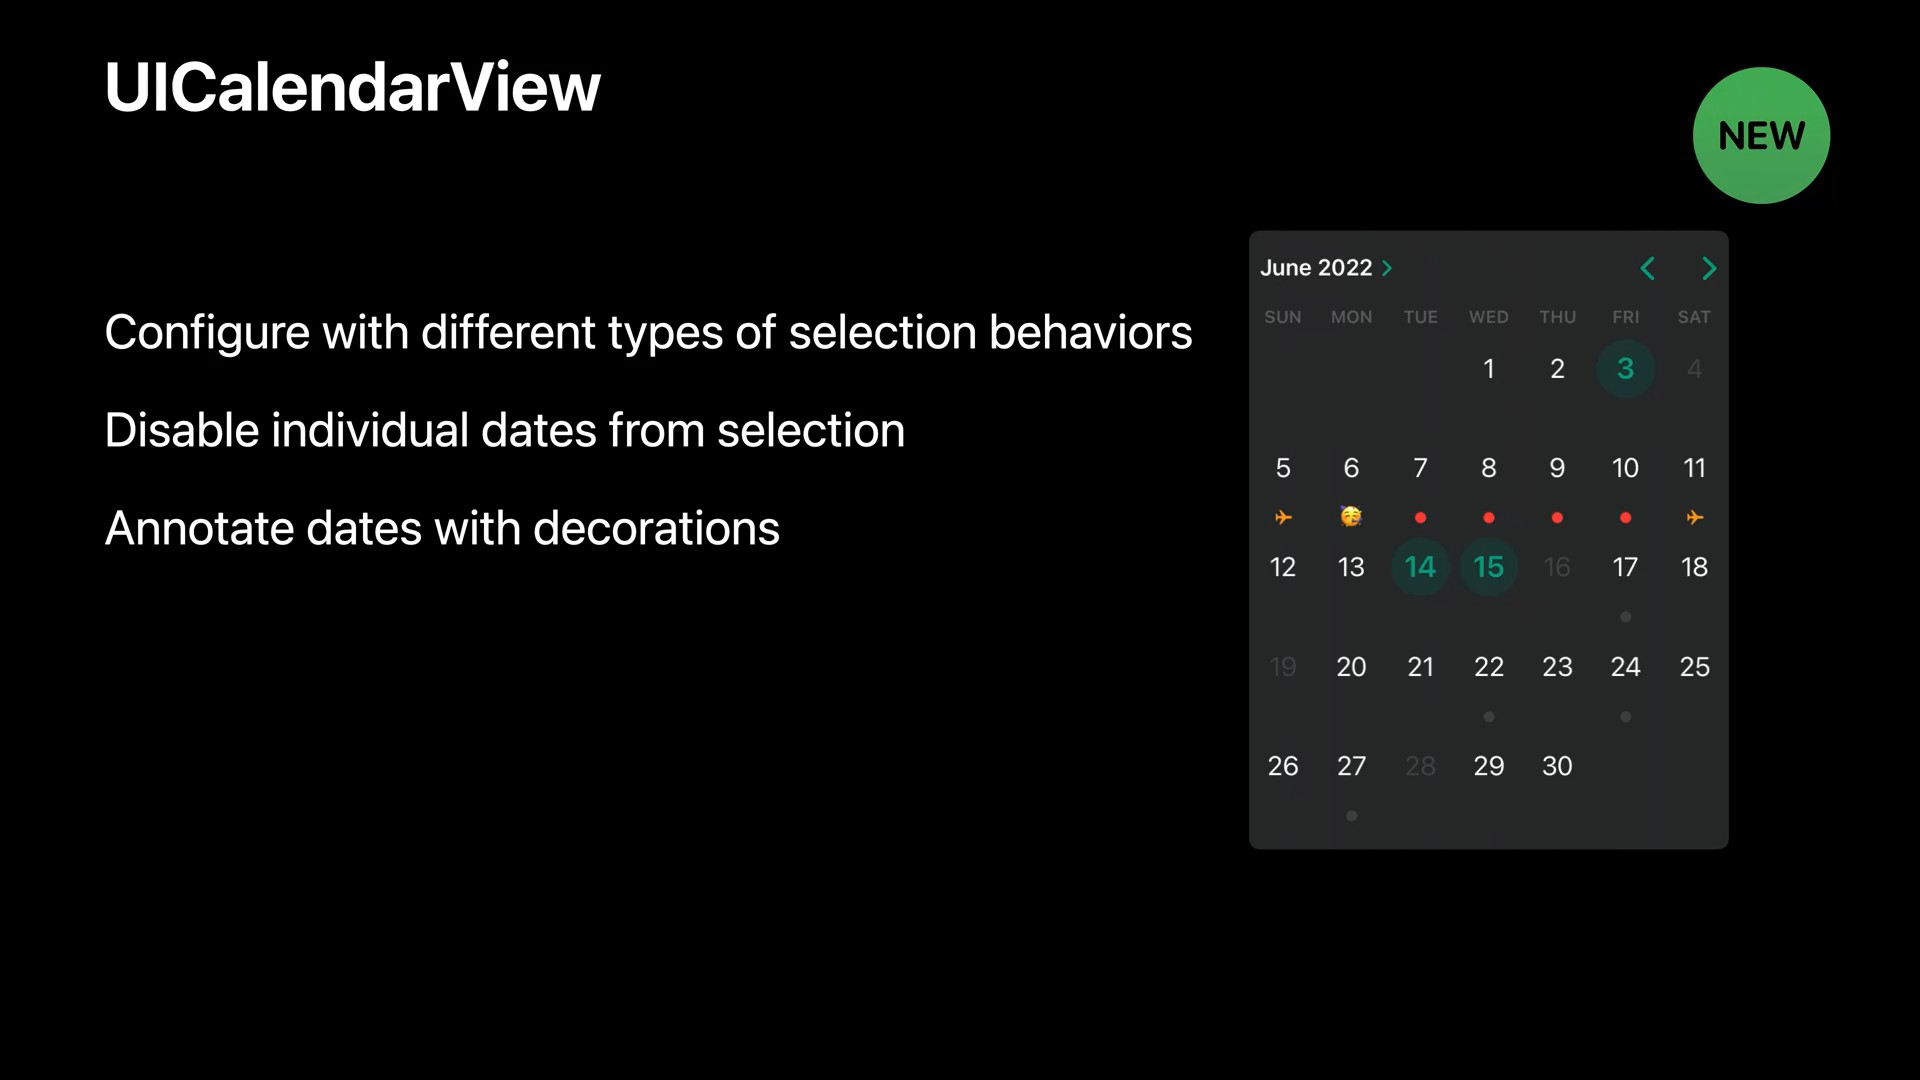 UICalendarView
NEW
Configure with different types of selection behaviors
Disable individual dates from selection
Annotate dates with decorations
June 2022
SUN MON TUE WED THU FRI SAT
1 2 3 4
5 6 7 8 9 10 11
12 13 14 15 16 17 18
19 20 21 22 23 24 25
26 27 28 29 30